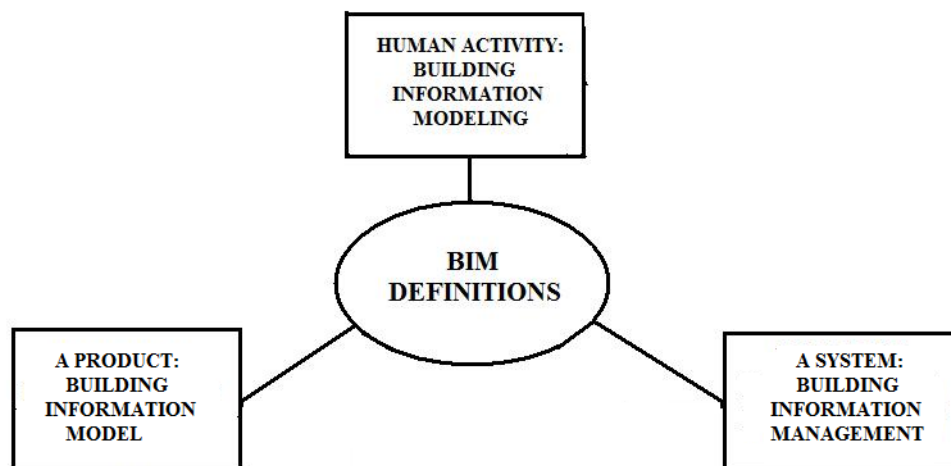 HUMAN ACTIVITY:
BUILDING
INFORMATION
MODELING
BIM
DEFINITIONS
A PRODUCT:
BUILDING
INFORMATION
MODEL
A SYSTEM:
BUILDING
INFORMATION
MANAGEMENT